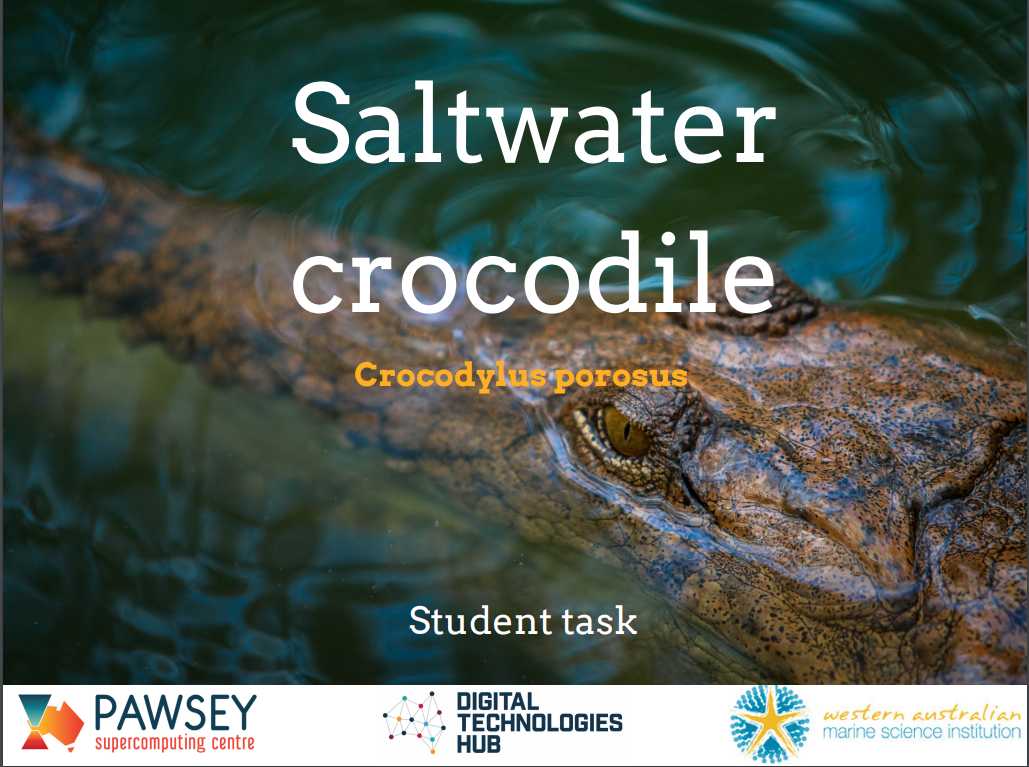 Saltwater
crocodile
Crocodylus porosus
Student task
PAWSEY
supercomputing centre
DIGITAL
TECHNOLOGIES
HUB
western australian
marine science institution